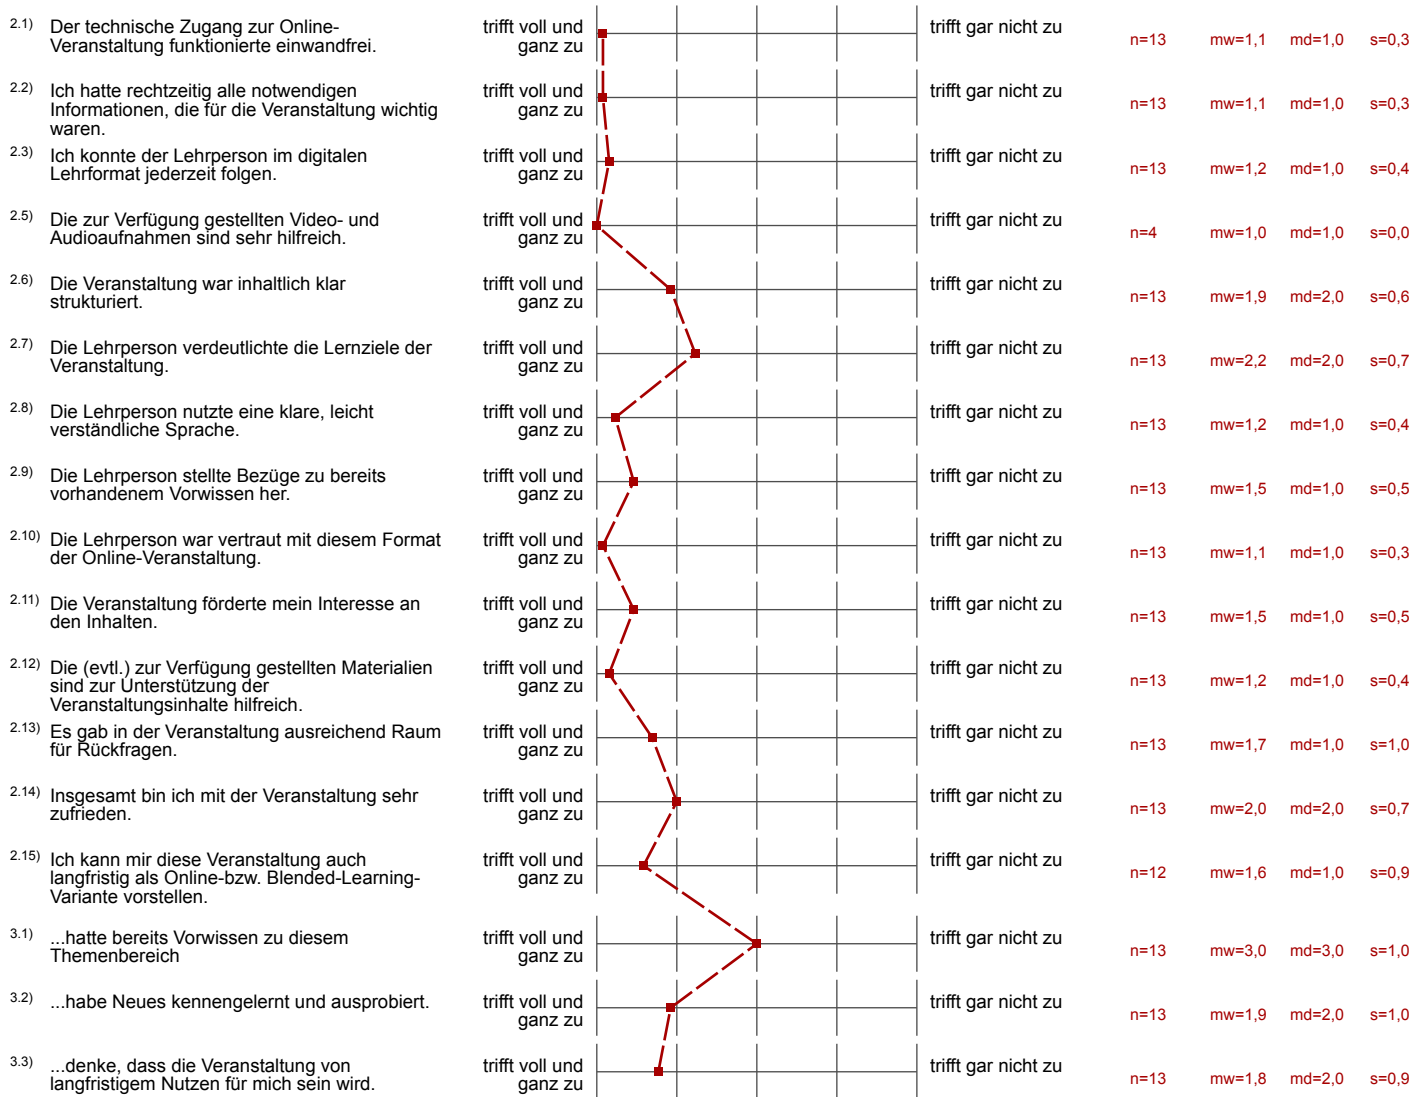 2.1) Der technische Zugang zur Online-
Veranstaltung funktionierte einwandfrei.
trifft voll und
ganz zu
trifft gar nicht zu
n=13 mw=1,1 md=1,0 s=0,3
2.2) Ich hatte rechtzeitig alle notwendigen
Informationen, die für die Veranstaltung wichtig
waren.
trifft voll und
ganz zu
trifft gar nicht zu
n=13 mw=1,1 md=1,0 s=0,3
2.3) Ich konnte der Lehrperson im digitalen
Lehrformat jederzeit folgen.
trifft voll und
ganz zu
trifft gar nicht zu
n=13 mw=1,2 md=1,0 s=0,4
2.5) Die zur Verfügung gestellten Video- und
Audioaufnahmen sind sehr hilfreich.
trifft voll und
ganz zu
trifft gar nicht zu
n=4 mw=1,0 md=1,0 s=0,0
2.6) Die Veranstaltung war inhaltlich klar
strukturiert.
trifft voll und
ganz zu
trifft gar nicht zu
n=13 mw=1,9 md=2,0 s=0,6
2.7) Die Lehrperson verdeutlichte die Lernziele der
Veranstaltung.
trifft voll und
ganz zu
trifft gar nicht zu
n=13 mw=2,2 md=2,0 s=0,7
2.8) Die Lehrperson nutzte eine klare, leicht
verständliche Sprache.
trifft voll und
ganz zu
trifft gar nicht zu
n=13 mw=1,2 md=1,0 s=0,4
2.9) Die Lehrperson stellte Bezüge zu bereits
vorhandenem Vorwissen her.
trifft voll und
ganz zu
trifft gar nicht zu
n=13 mw=1,5 md=1,0 s=0,5
2.10) Die Lehrperson war vertraut mit diesem Format
der Online-Veranstaltung.
trifft voll und
ganz zu
trifft gar nicht zu
n=13 mw=1,1 md=1,0 s=0,3
2.11) Die Veranstaltung förderte mein Interesse an
den Inhalten.
trifft voll und
ganz zu
trifft gar nicht zu
n=13 mw=1,5 md=1,0 s=0,5
2.12) Die (evtl.) zur Verfügung gestellten Materialien
sind zur Unterstützung der
Veranstaltungsinhalte hilfreich.
trifft voll und
ganz zu
trifft gar nicht zu
n=13 mw=1,2 md=1,0 s=0,4
2.13) Es gab in der Veranstaltung ausreichend Raum
für Rückfragen.
trifft voll und
ganz zu
trifft gar nicht zu
n=13 mw=1,7 md=1,0 s=1,0
2.14) Insgesamt bin ich mit der Veranstaltung sehr
zufrieden.
trifft voll und
ganz zu
trifft gar nicht zu
n=13 mw=2,0 md=2,0 s=0,7
2.15) Ich kann mir diese Veranstaltung auch
langfristig als Online-bzw. Blended-Learning-
Variante vorstellen.
trifft voll und
ganz zu
trifft gar nicht zu
n=12 mw=1,6 md=1,0 s=0,9
3.1) ...hatte bereits Vorwissen zu diesem
Themenbereich
trifft voll und
ganz zu
trifft gar nicht zu
n=13 mw=3,0 md=3,0 s=1,0
3.2) ...habe Neues kennengelernt und ausprobiert.
trifft voll und
ganz zu
trifft gar nicht zu
n=13 mw=1,9 md=2,0 s=1,0
3.3) ...denke, dass die Veranstaltung von
langfristigem Nutzen für mich sein wird.
trifft voll und
ganz zu
trifft gar nicht zu
n=13 mw=1,8 md=2,0 s=0,9